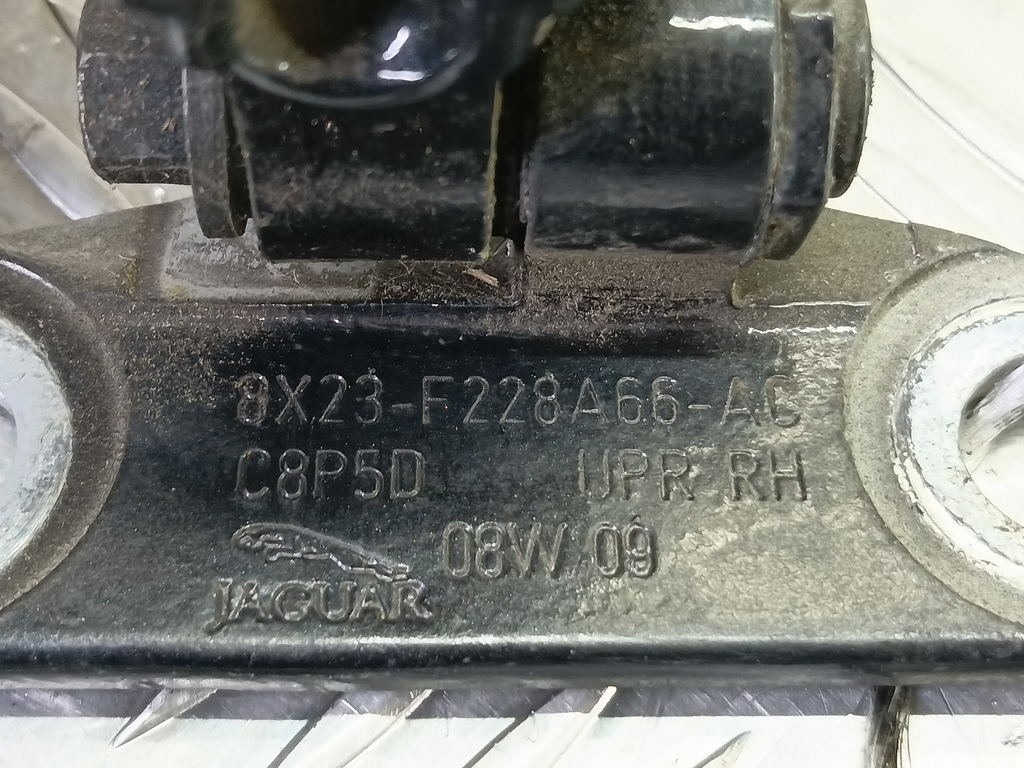 8X23-F228A66-AC
C8P5D UPR RH
08W 09
JAGUAR